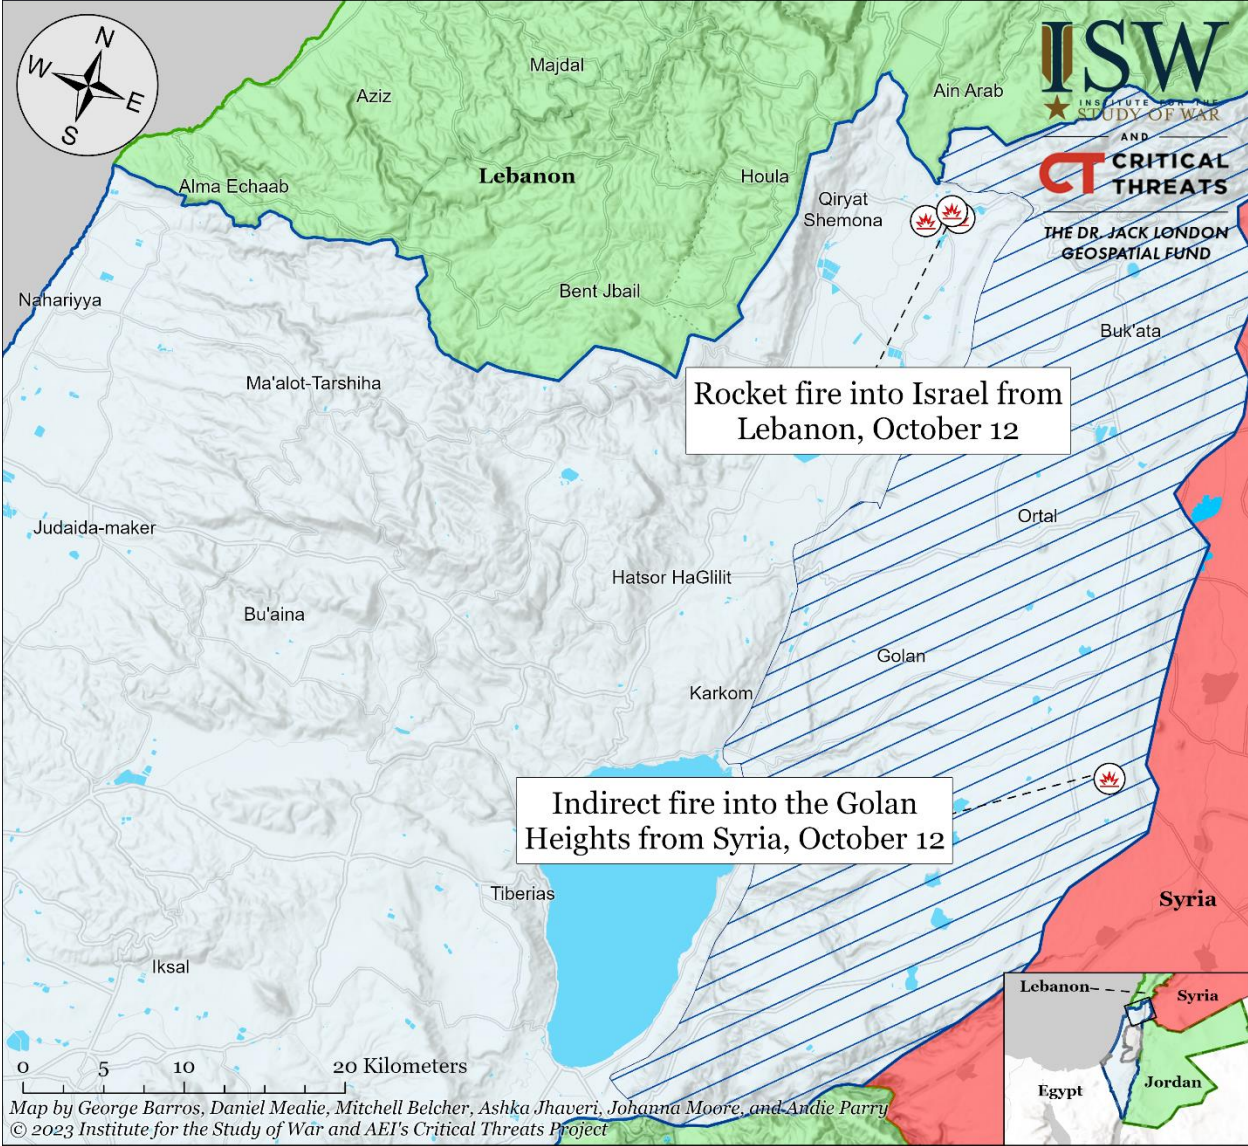 N
W
E
S
Majdal
Aziz
Ain Arab
Lebanon
Alma Echaab
Houla
Qiryat
Shemona
ISW
INSTITUTE FOR THE
STUDY OF WAR
AND
CT CRITICAL
THREATS
THE DR. JACK LONDON
GEOSPATIAL FUND
Nahariyya
Bent Jbail
Buk'ata
Ma'alot-Tarshiha
Rocket fire into Israel from
Lebanon, October 12
Judaida-maker
Ortal
Hatsor HaGlilit
Bu'aina
Golan
Karkom
Indirect fire into the Golan
Heights from Syria, October 12
Tiberias
Syria
Iksal
Lebanon
Syria
Egypt
Jordan
0 5 10 20 Kilometers
Map by George Barros, Daniel Mealie, Mitchell Belcher, Ashka Jhaveri, Johanna Moore, and Andie Parry
© 2023 Institute for the Study of War and AEI's Critical Threats Project